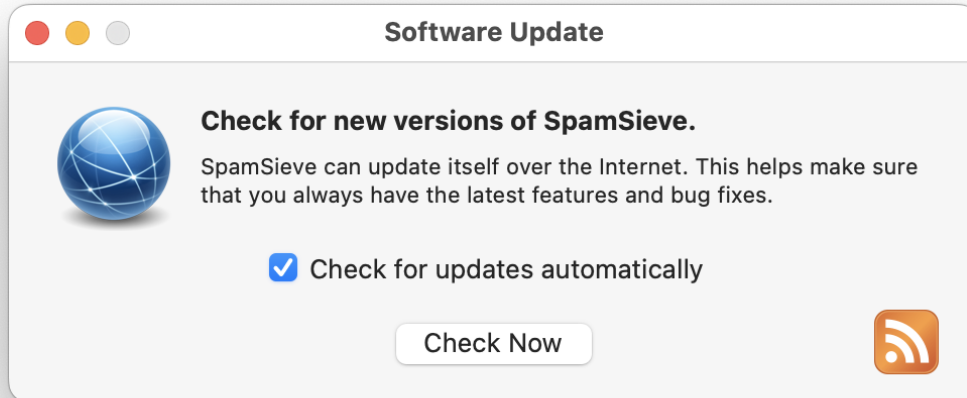 Software Update
Check for new versions of SpamSieve.
SpamSieve can update itself over the Internet. This helps make sure
that you always have the latest features and bug fixes.
Check for updates automatically
Check Now